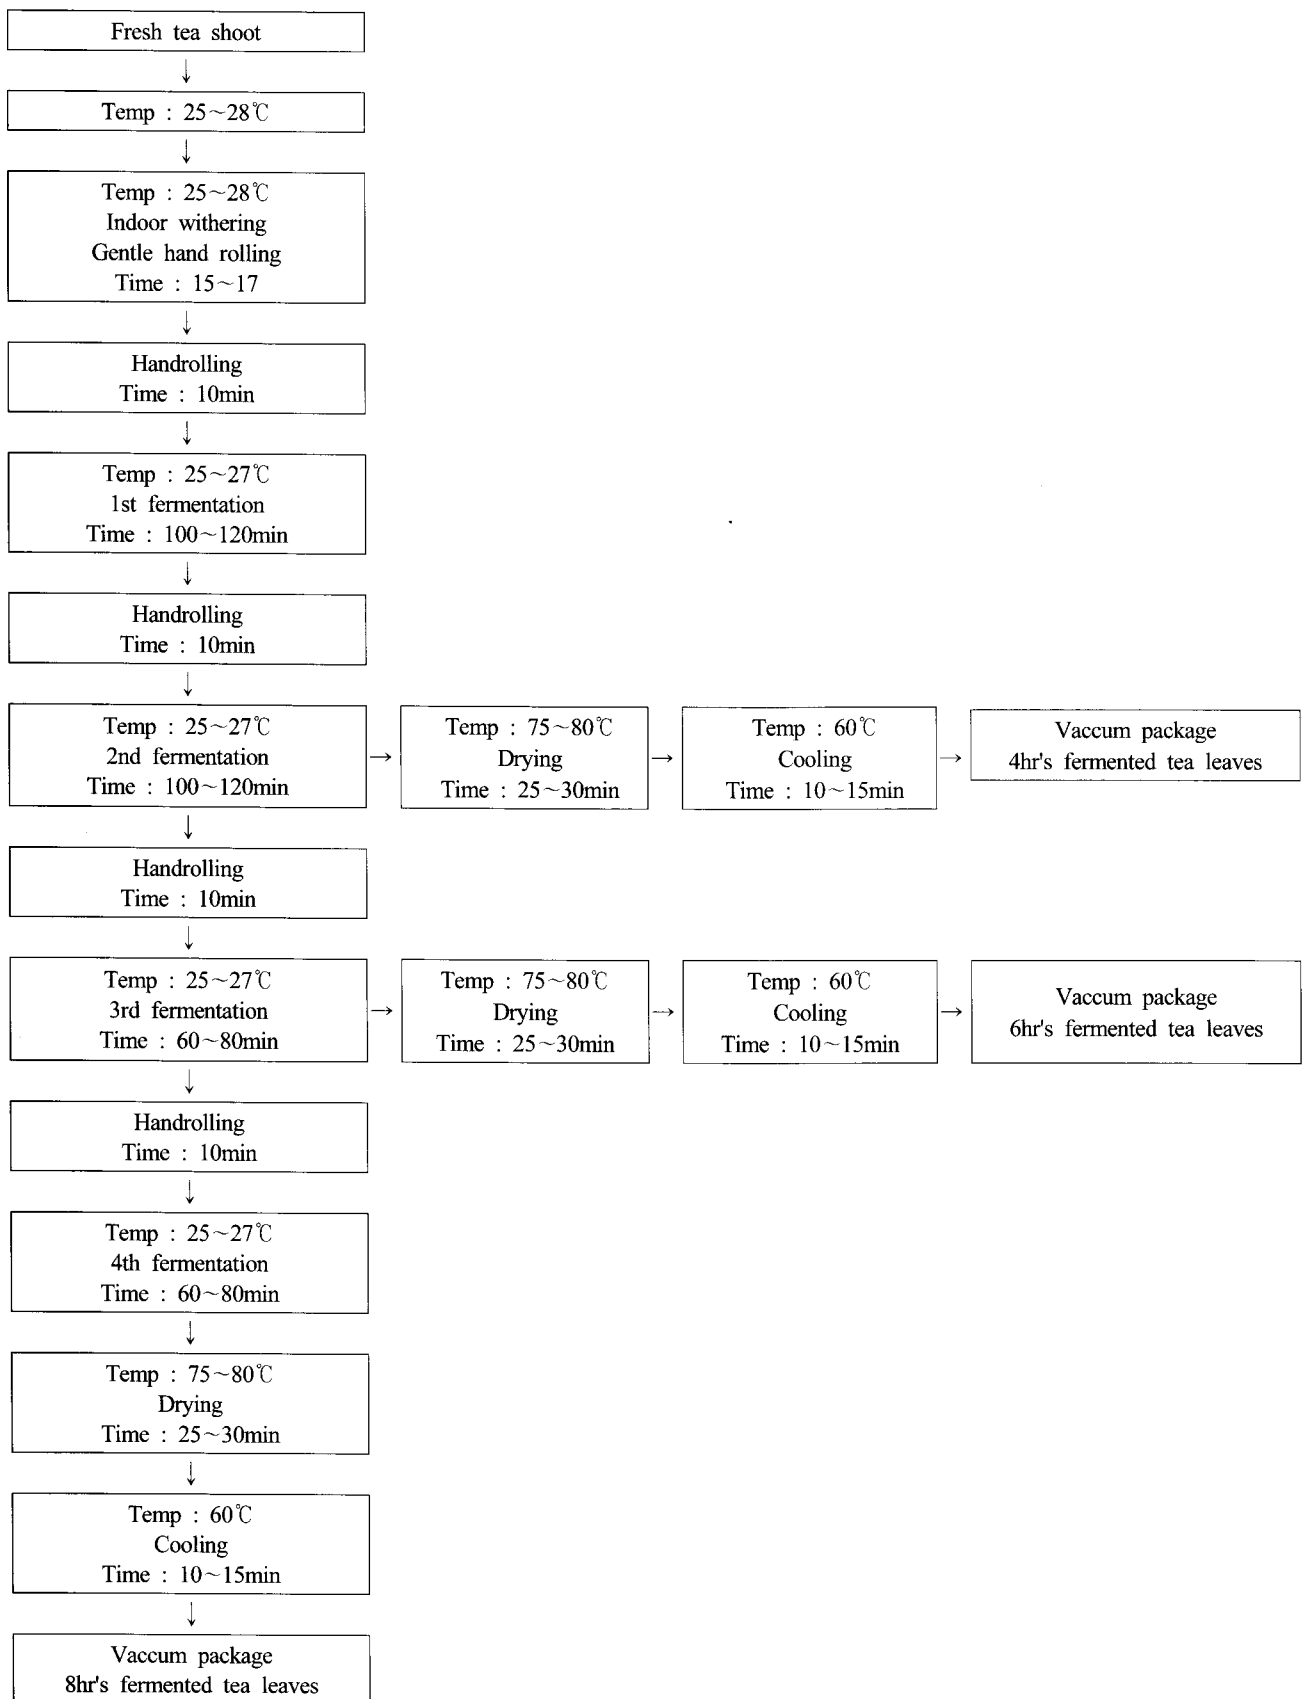 Fresh tea shoot
↓
Temp : 25～28℃
↓
Temp : 25～28℃
Indoor withering
Gentle hand rolling
Time : 15～17
↓
Handrolling
Time : 10min
↓
Temp : 25～27℃
1st fermentation
Time : 100～120min
↓
Handrolling
Time : 10min
↓
Temp : 25～27℃
2nd fermentation
Time : 100～120min
→
Temp : 75～80℃
Drying
Time : 25～30min
→
Temp : 60℃
Cooling
Time : 10～15min
→
Vaccum package
4hr's fermented tea leaves
↓
Handrolling
Time : 10min
↓
Temp : 25～27℃
3rd fermentation
Time : 60～80min
→
Temp : 75～80℃
Drying
Time : 25～30min
→
Temp : 60℃
Cooling
Time : 10～15min
→
Vaccum package
6hr's fermented tea leaves
↓
Handrolling
Time : 10min
↓
Temp : 25～27℃
4th fermentation
Time : 60～80min
↓
Temp : 75～80℃
Drying
Time : 25～30min
↓
Temp : 60℃
Cooling
Time : 10～15min
↓
Vaccum package
8hr's fermented tea leaves